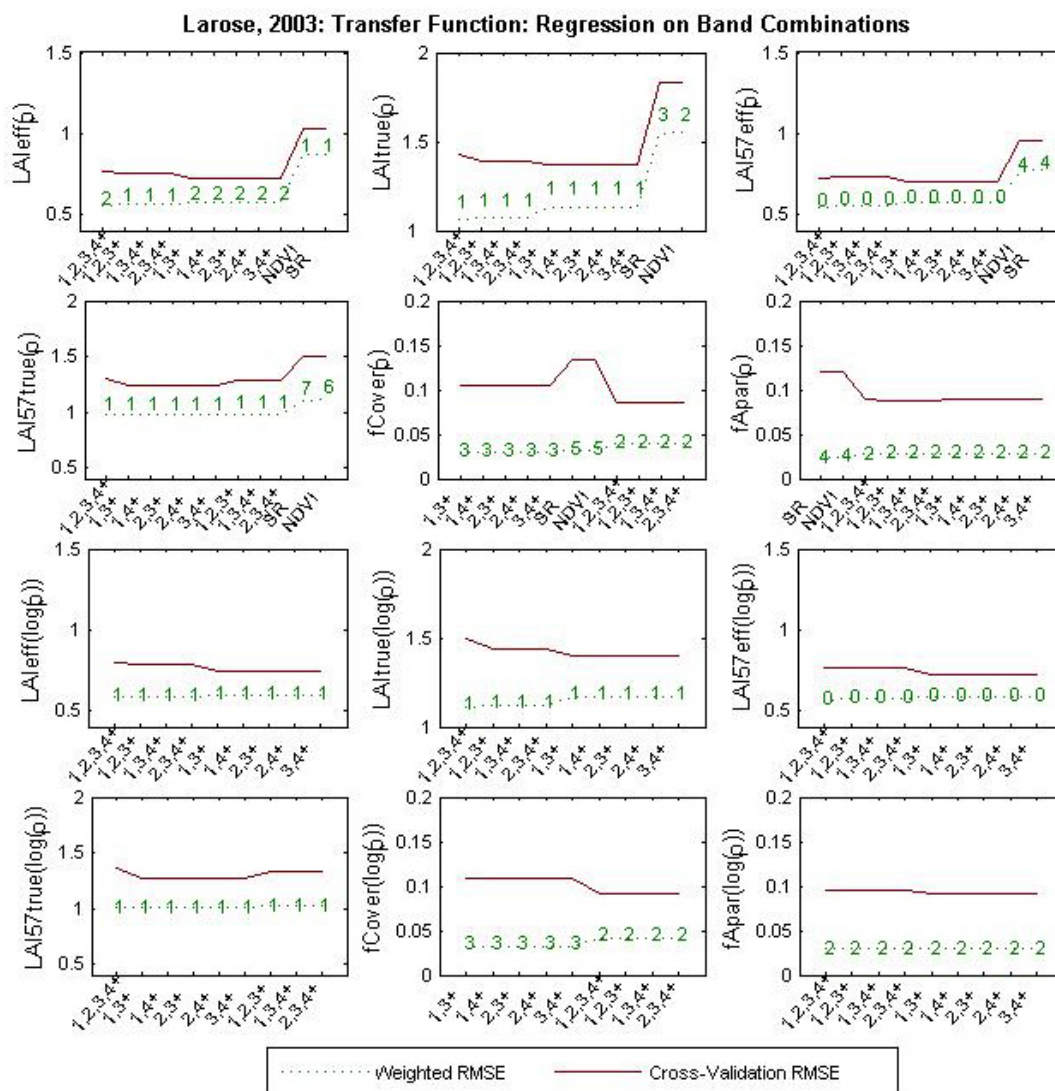 Larose, 2003: Transfer Function: Regression on Band Combinations
LAIeff(ρ)
1.5
1
0.5
2 1 1 1 2 2 2 2 2 1 1
1,2,3,4+ 1,2,3+ 1,3,4+ 2,3,4+ 1,3+ 1,4+ 2,3+ 2,4+ 3,4+ NDVI SR
LAItrue(ρ)
2
1.5
1
1 1 1 1 1 1 1 1 1 3 2
1,2,3,4+ 1,2,3+ 1,3,4+ 2,3,4+ 1,3+ 1,4+ 2,3+ 2,4+ 3,4+ SR NDVI
LAI57eff(ρ)
1.5
1
0.5
0 0 0 0 0 0 0 0 0 4 4
1,2,3,4+ 1,2,3+ 1,3,4+ 2,3,4+ 1,3+ 1,4+ 2,3+ 2,4+ 3,4+ NDVI SR
LAI57true(ρ)
2
1.5
1
0.5
1 1 1 1 1 1 1 1 1 7 6
1,2,3,4+ 1,3+ 1,4+ 2,3+ 2,4+ 3,4+ 1,2,3+ 1,3,4+ 2,3,4+ SR NDVI
fCover(ρ)
0.2
0.15
0.1
0.05
0
3 3 3 3 3 5 5 2 2 2 2
1,3+ 1,4+ 2,3+ 2,4+ 3,4+ SR NDVI 1,2,3,4+ 1,2,3+ 1,3,4+ 2,3,4+
fApar(ρ)
0.2
0.15
0.1
0.05
0
4 4 2 2 2 2 2 2 2 2 2
SR NDVI 1,2,3,4+ 1,2,3+ 1,3,4+ 2,3,4+ 1,3+ 1,4+ 2,3+ 2,4+ 3,4+
LAIeff(log(ρ))
1.5
1
0.5
1 1 1 1 1 1 1 1 1
1,2,3,4+ 1,2,3+ 1,3,4+ 2,3,4+ 1,3+ 1,4+ 2,3+ 2,4+ 3,4+
LAItrue(log(ρ))
2
1.5
1
1 1 1 1 1 1 1 1 1
1,2,3,4+ 1,2,3+ 1,3,4+ 2,3,4+ 1,3+ 1,4+ 2,3+ 2,4+ 3,4+
LAI57eff(log(ρ))
1.5
1
0.5
0 0 0 0 0 0 0 0 0
1,2,3,4+ 1,2,3+ 1,3,4+ 2,3,4+ 1,3+ 1,4+ 2,3+ 2,4+ 3,4+
LAI57true(log(ρ))
2
1.5
1
0.5
1 1 1 1 1 1 1 1 1
1,2,3,4+ 1,3+ 1,4+ 2,3+ 2,4+ 3,4+ 1,2,3+ 1,3,4+ 2,3,4+
fCover(log(ρ))
0.2
0.15
0.1
0.05
0
3 3 3 3 3 2 2 2 2
1,3+ 1,4+ 2,3+ 2,4+ 3,4+ 1,2,3,4+ 1,2,3+ 1,3,4+ 2,3,4+
fApar(log(ρ))
0.2
0.15
0.1
0.05
0
2 2 2 2 2 2 2 2 2
1,2,3,4+ 1,2,3+ 1,3,4+ 2,3,4+ 1,3+ 1,4+ 2,3+ 2,4+ 3,4+
Weighted RMSE
Cross-Validation RMSE